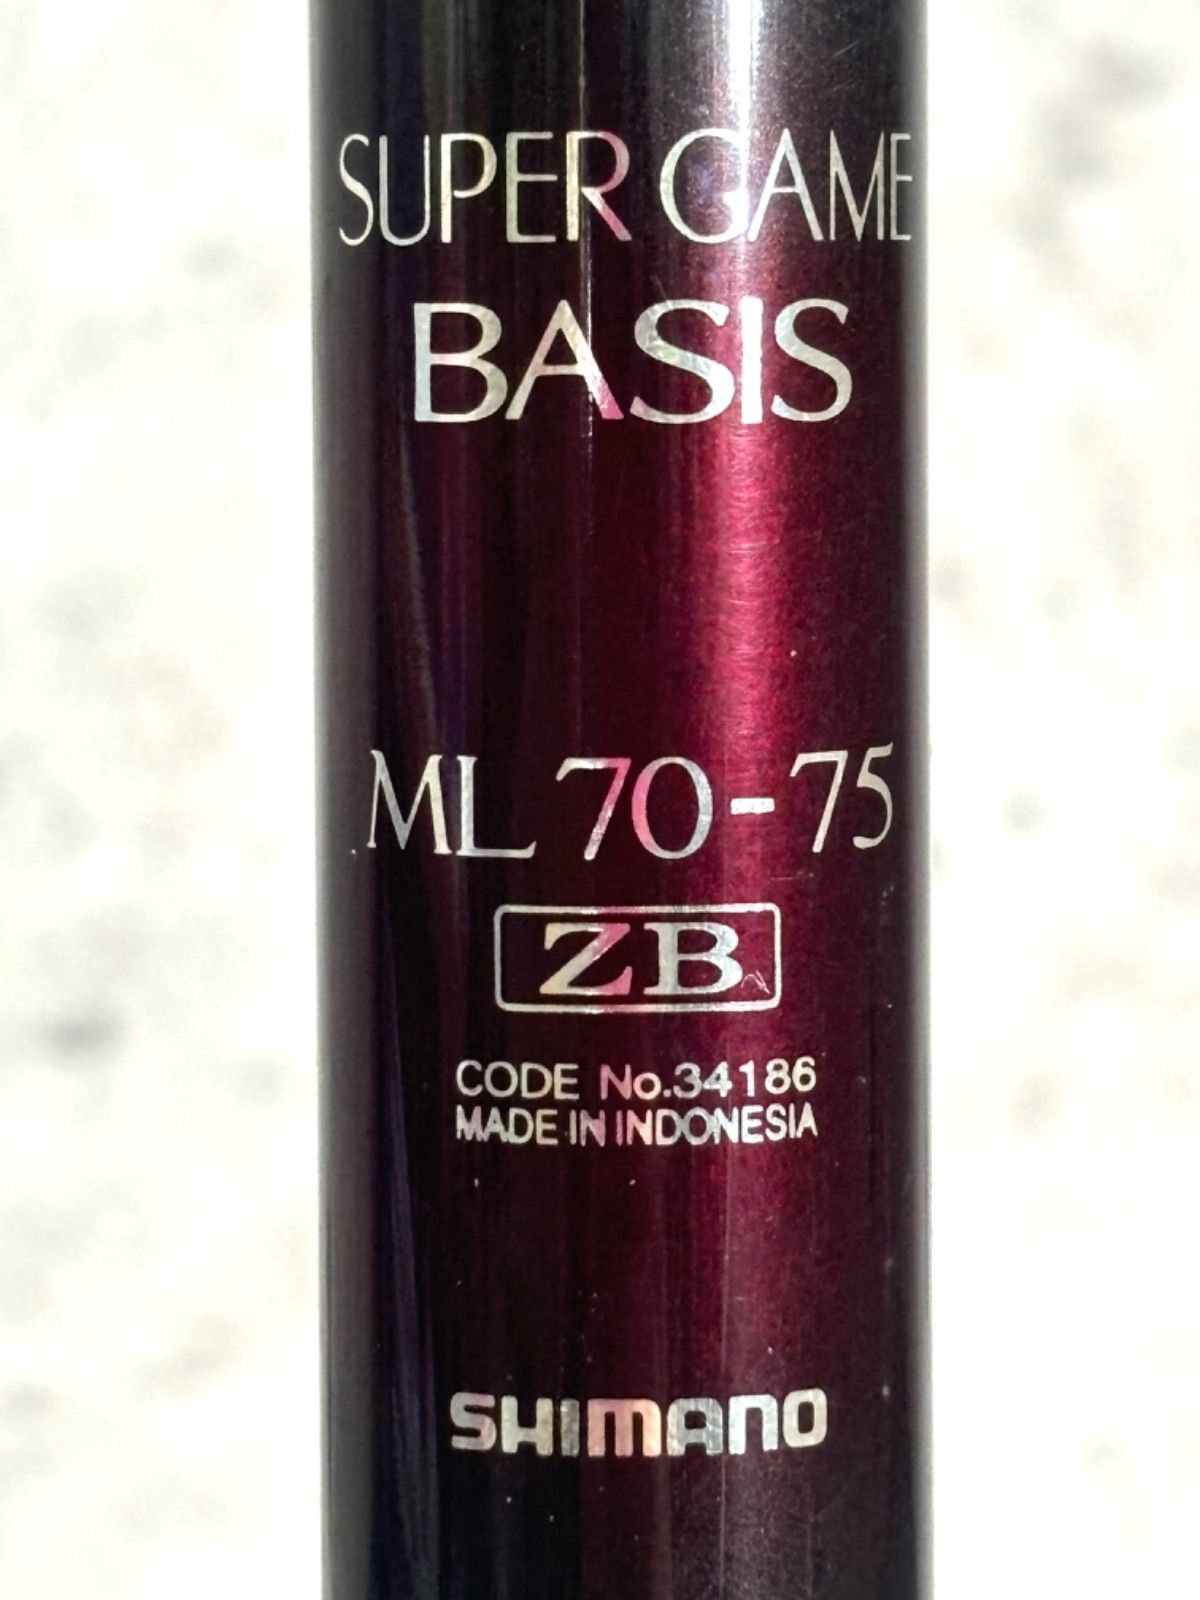 SUPER GAME
BASIS
ML 70-75
ZB
CODE No.34186
MADE IN INDONESIA
SHIMANO